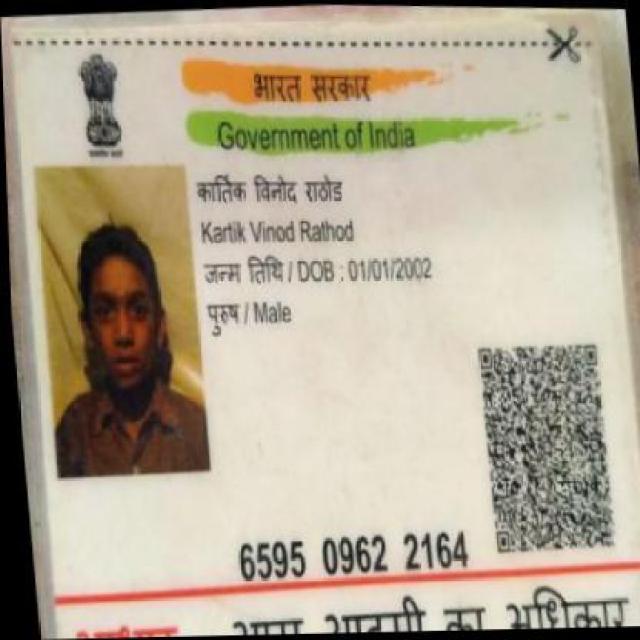 भारत सरकार
Government of India
कार्तिक विनोद राठोड
Kartik Vinod Rathod
जन्म तिथि / DOB : 01/01/2002
पुरुष / Male
6595 0962 2164
आम आदमी का अधिकार